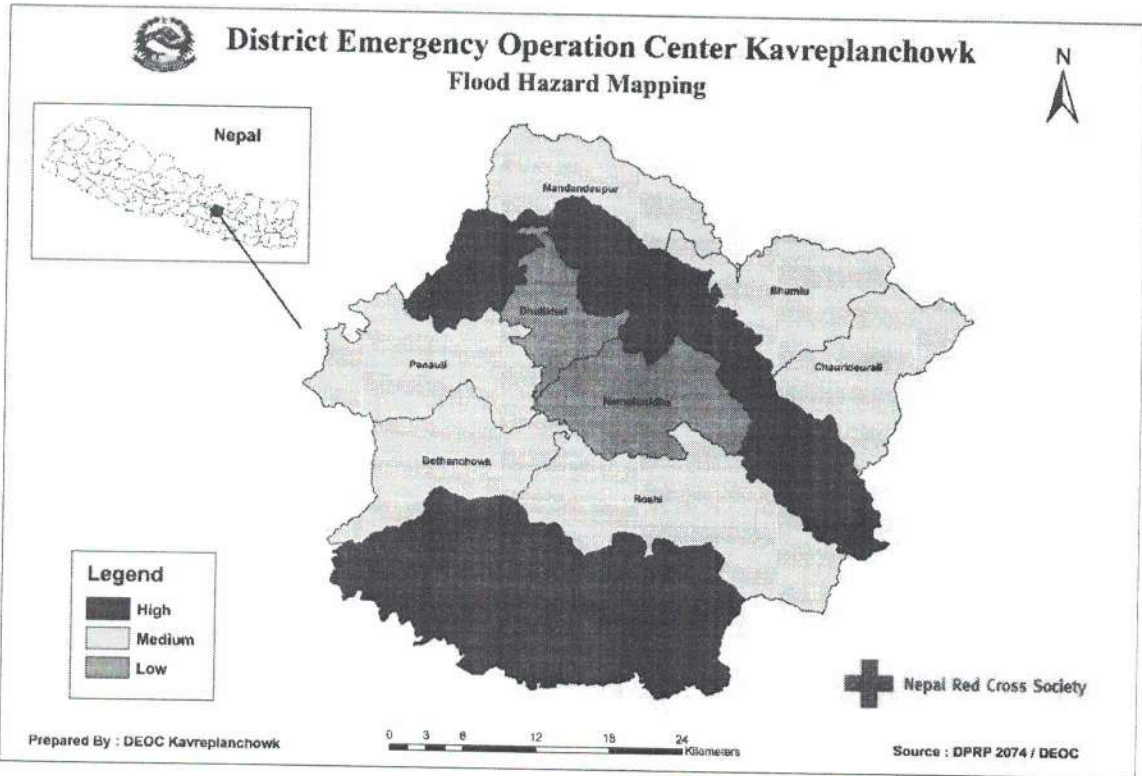 District Emergency Operation Center Kavreplanchowk
Flood Hazard Mapping
N
Nepal
Mandandeupur
Bhumlu
Dhulikhel
Chaurideurali
Panauti
Namobuddha
Bethanchowk
Roshi
Legend
High
Medium
Low
Nepal Red Cross Society
Prepared By : DEOC Kavreplanchowk
0 3 6 12 18 24
Kilometers
Source : DPRP 2074 / DEOC